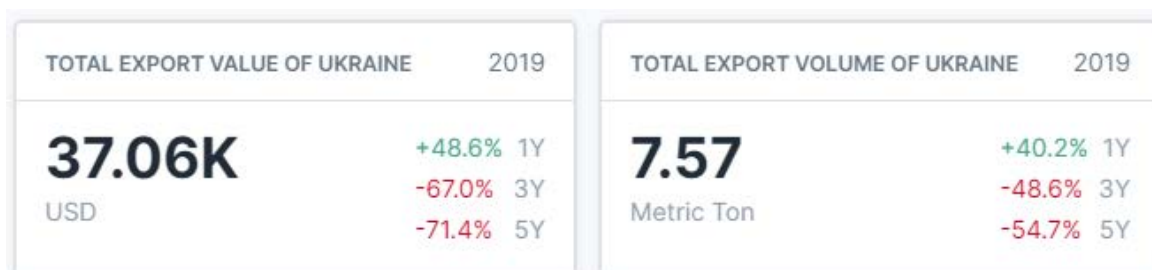 TOTAL EXPORT VALUE OF UKRAINE 2019
37.06K
USD
+48.6% 1Y
-67.0% 3Y
-71.4% 5Y
TOTAL EXPORT VOLUME OF UKRAINE 2019
7.57
Metric Ton
+40.2% 1Y
-48.6% 3Y
-54.7% 5Y